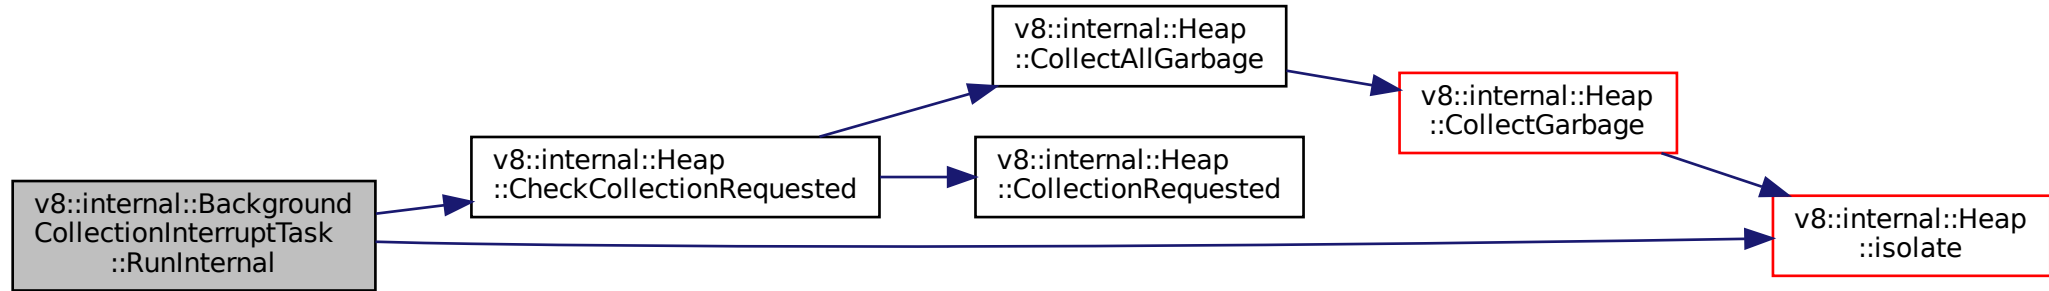 v8::internal::Background
CollectionInterruptTask
::RunInternal
v8::internal::Heap
::CheckCollectionRequested
v8::internal::Heap
::CollectAllGarbage
v8::internal::Heap
::CollectionRequested
v8::internal::Heap
::CollectGarbage
v8::internal::Heap
::isolate